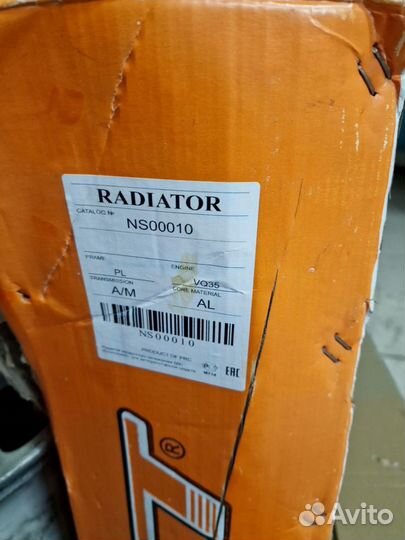 RADIATOR
CATALOG №
NS00010
FRAME ENGINE
PL VQ35
TRANSMISSION CORE MATERIAL
A/M AL
NS00010
PRODUCT OF PRC
EAC
®
Avito